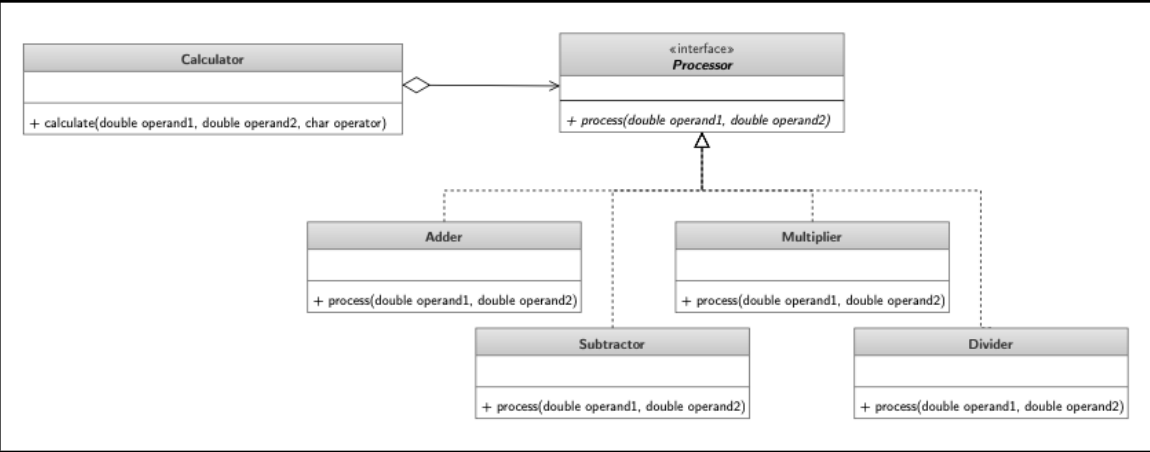 Calculator
+ calculate(double operand1, double operand2, char operator)
«interface»
Processor
+ process(double operand1, double operand2)
Adder
+ process(double operand1, double operand2)
Multiplier
+ process(double operand1, double operand2)
Subtractor
+ process(double operand1, double operand2)
Divider
+ process(double operand1, double operand2)